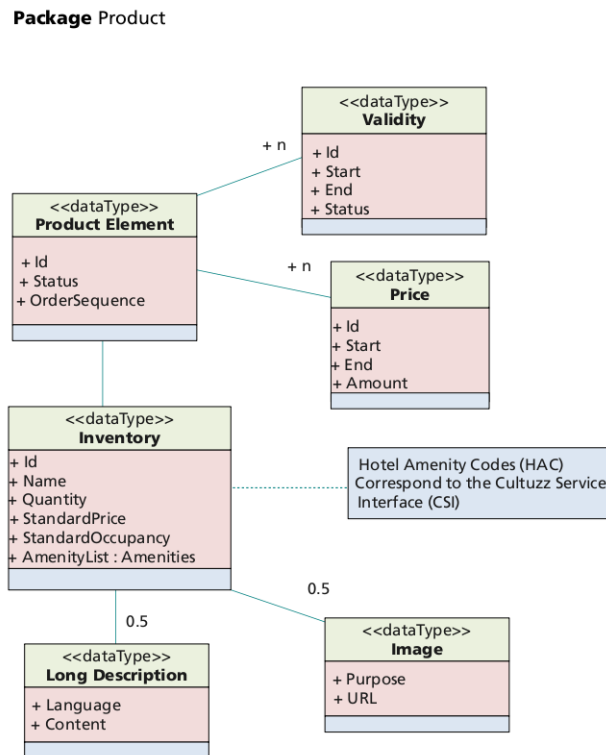 Package Product
<<dataType>>
Validity
+ n
+ Id
+ Start
+ End
+ Status
<<dataType>>
Product Element
+ Id
+ Status
+ OrderSequence
+ n
<<dataType>>
Price
+ Id
+ Start
+ End
+ Amount
<<dataType>>
Inventory
+ Id
+ Name
+ Quantity
+ StandardPrice
+ StandardOccupancy
+ AmenityList : Amenities
Hotel Amenity Codes (HAC)
Correspond to the Cultuzz Service
Interface (CSI)
0.5
0.5
<<dataType>>
Long Description
+ Language
+ Content
<<dataType>>
Image
+ Purpose
+ URL